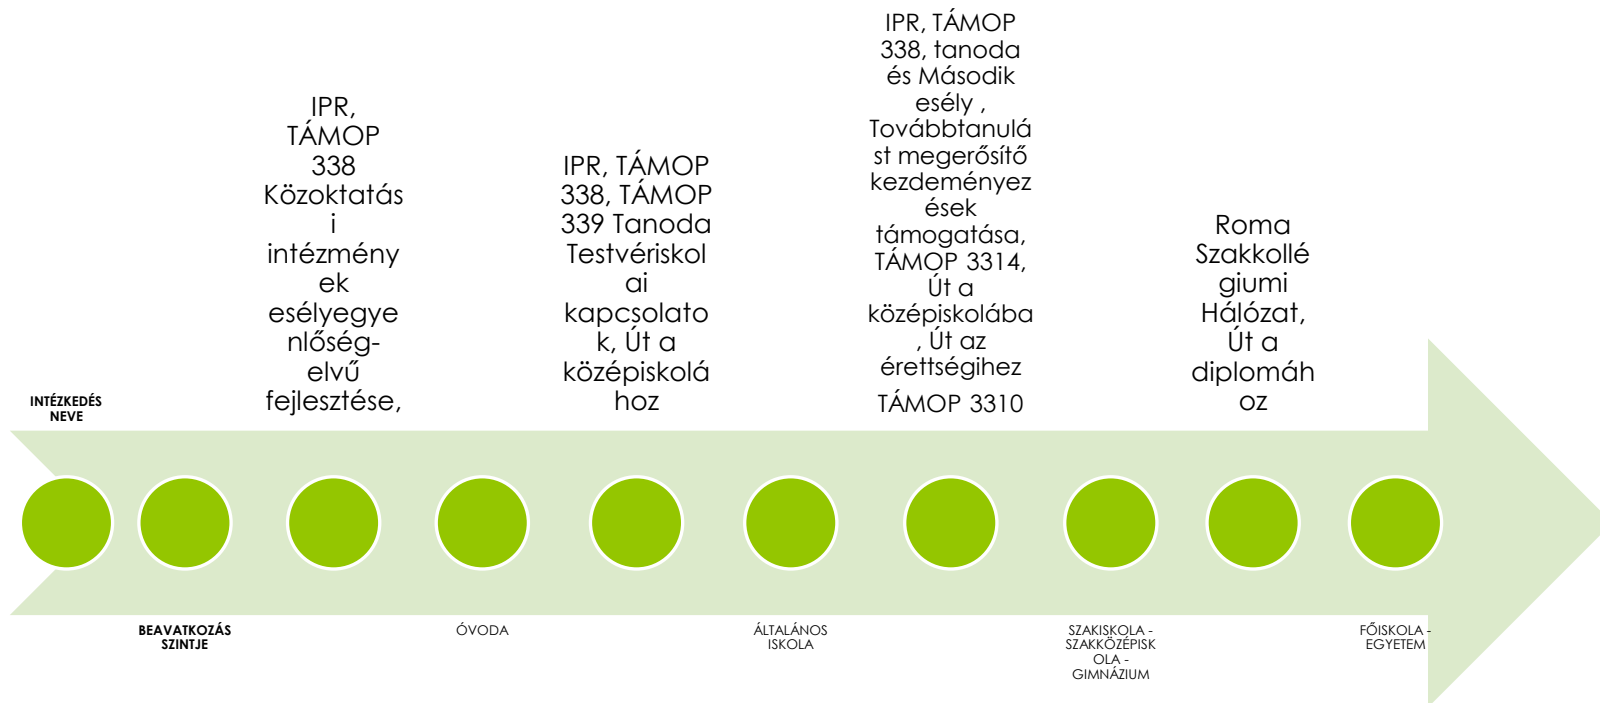 INTÉZKEDÉS
NEVE
BEAVATKOZÁS
SZINTJE
IPR,
TÁMOP
338
Közoktatás
i
intézmény
ek
esélyegye
nlőség-
elvű
fejlesztése,
ÓVODA
IPR, TÁMOP
338, TÁMOP
339 Tanoda
Testvériskol
ai
kapcsolato
k, Út a
középiskolá
hoz
ÁLTALÁNOS
ISKOLA
IPR, TÁMOP
338, tanoda
és Második
esély ,
Továbbtanulá
st megerősítő
kezdeményez
ések
támogatása,
TÁMOP 3314,
Út a
középiskolába
, Út az
érettségihez
TÁMOP 3310
SZAKISKOLA -
SZAKKÖZÉPISK
OLA -
GIMNÁZIUM
Roma
Szakkollé
giumi
Hálózat,
Út a
diplomáh
oz
FŐISKOLA -
EGYETEM